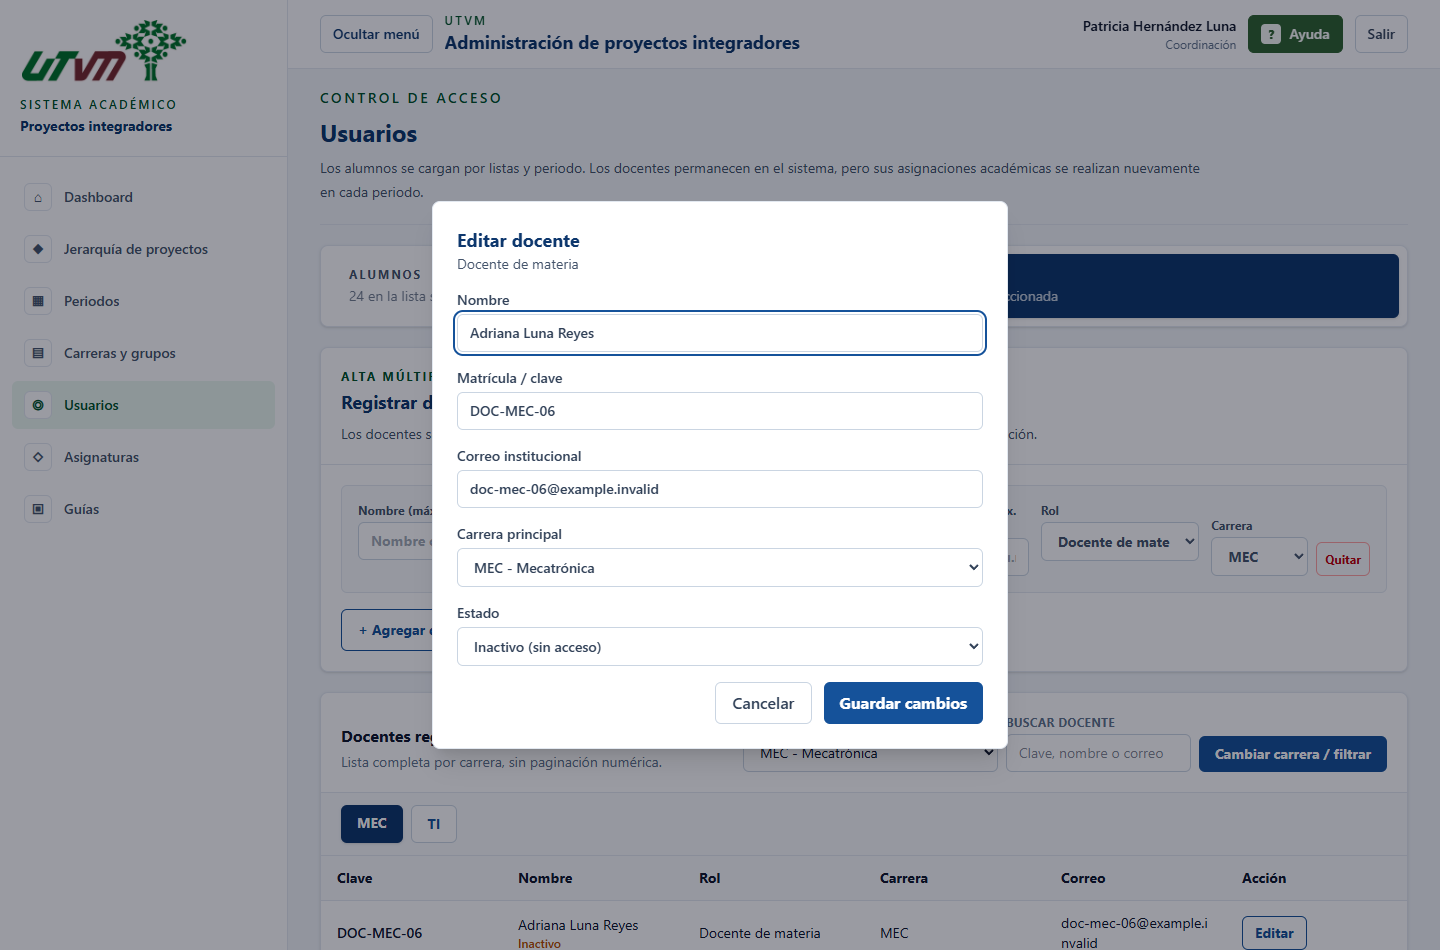 UTVM
SISTEMA ACADÉMICO
Proyectos integradores
Dashboard
Jerarquía de proyectos
Periodos
Carreras y grupos
Usuarios
Asignaturas
Guías
Ocultar menú
UTVM
Administración de proyectos integradores
Patricia Hernández Luna
Coordinación
? Ayuda
Salir
CONTROL DE ACCESO
Usuarios
Los alumnos se cargan por listas y periodo. Los docentes permanecen en el sistema, pero sus asignaciones académicas se realizan nuevamente
en cada periodo.
ALUMNOS
24 en la lista
ALTA
Registrar
Los docentes
Nombre
Nombre
Rol
Docente de mate
Carrera
MEC
Quitar
+ Agregar
Editar docente
Docente de materia
Nombre
Adriana Luna Reyes
Matrícula / clave
DOC-MEC-06
Correo institucional
doc-mec-06@example.invalid
Carrera principal
MEC - Mecatrónica
Estado
Inactivo (sin acceso)
Cancelar
Guardar cambios
Docentes
Lista completa por carrera, sin paginación numérica.
MEC - Mecatrónica
BUSCAR DOCENTE
Clave, nombre o correo
Cambiar carrera / filtrar
MEC
TI
Clave Nombre Rol Carrera Correo Acción
DOC-MEC-06 Adriana Luna Reyes Docente de materia MEC doc-mec-06@example.i Editar
Inactivo nvalid